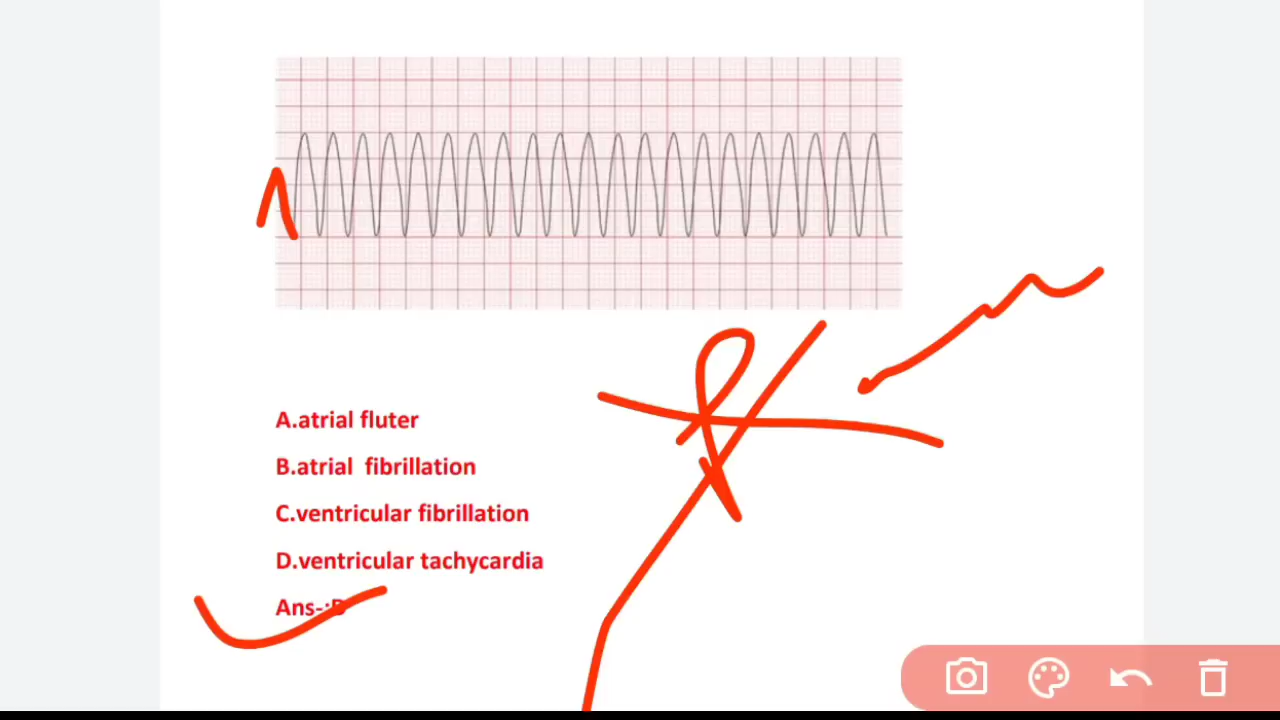 A.atrial fluter
B.atrial fibrillation
C.ventricular fibrillation
D.ventricular tachycardia
Ans-:D